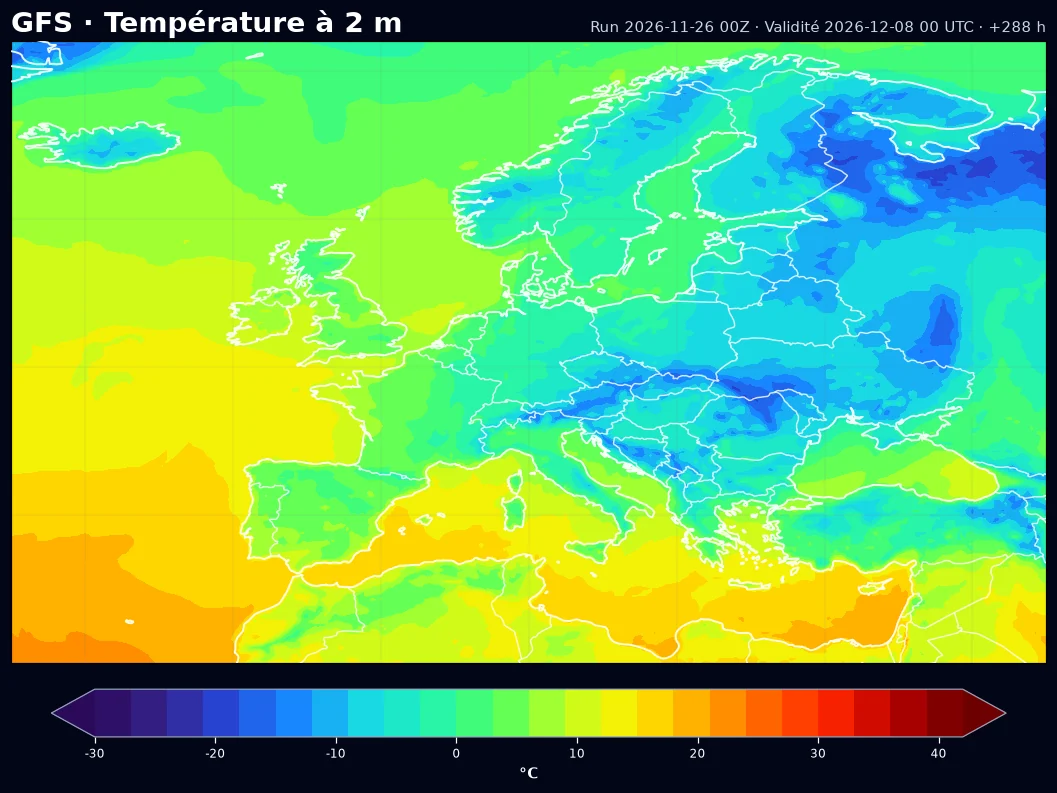 GFS · Température à 2 m
Run 2026-11-26 00Z · Validité 2026-12-08 00 UTC · +288 h
-30 -20 -10 0 10 20 30 40
°C